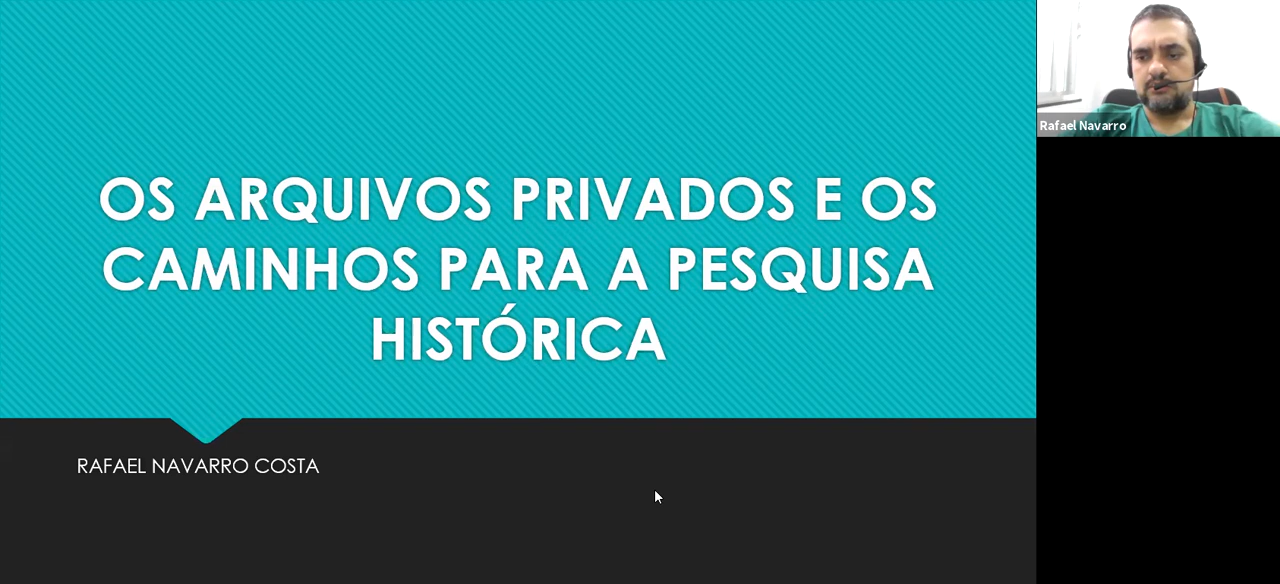 OS ARQUIVOS PRIVADOS E OS
CAMINHOS PARA A PESQUISA
HISTÓRICA
RAFAEL NAVARRO COSTA
Rafael Navarro